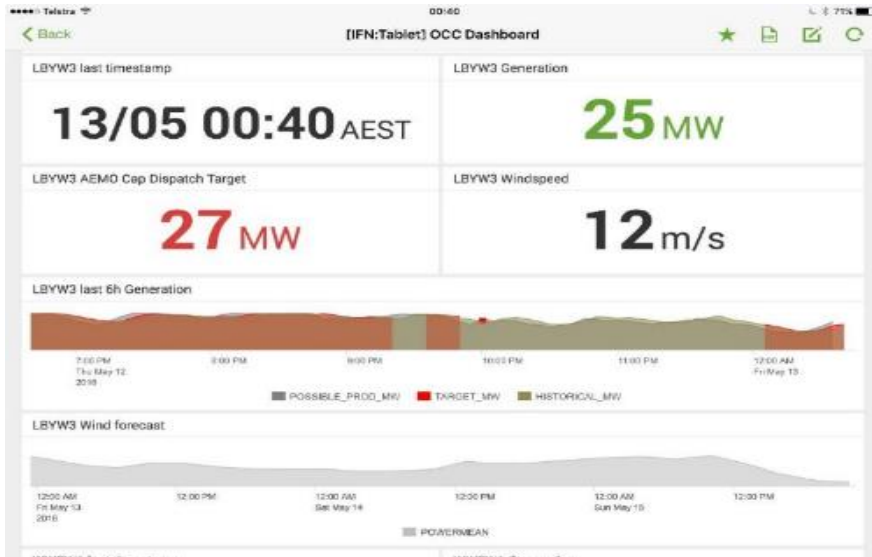 Telstra
00:40
71%
Back
[IFN:Tablet] OCC Dashboard
LBYW3 last timestamp
LBYW3 Generation
13/05 00:40 AEST
25 MW
LBYW3 AEMO Cap Dispatch Target
LBYW3 Windspeed
27 MW
12 m/s
LBYW3 last 6h Generation
7:00 PM
8:00 PM
9:00 PM
10:00 PM
11:00 PM
12:00 AM
Thu May 12
Fri May 13
2016
POSSIBLE_PROD_MW
TARGET_MW
HISTORICAL_MW
LBYW3 Wind forecast
12:00 AM
12:00 PM
12:00 AM
12:00 PM
12:00 AM
12:00 PM
Fri May 13
Sat May 14
Sun May 15
2016
POWERMEAN